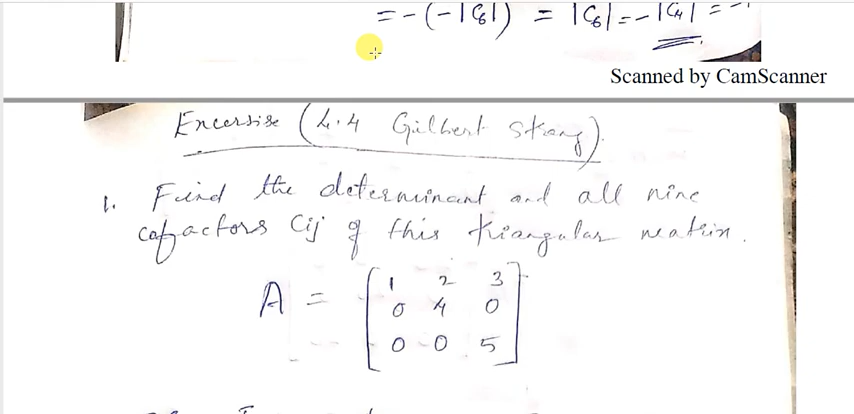 = -(-|C6|) = |C6| = -|C4| = -
Scanned by CamScanner
Excersise (4.4 Gilbert Strang).
1. Find the determinant and all nine
cofactors Cij of this triangular matrix.
A = [1 2 3
0 4 0
0 0 5]